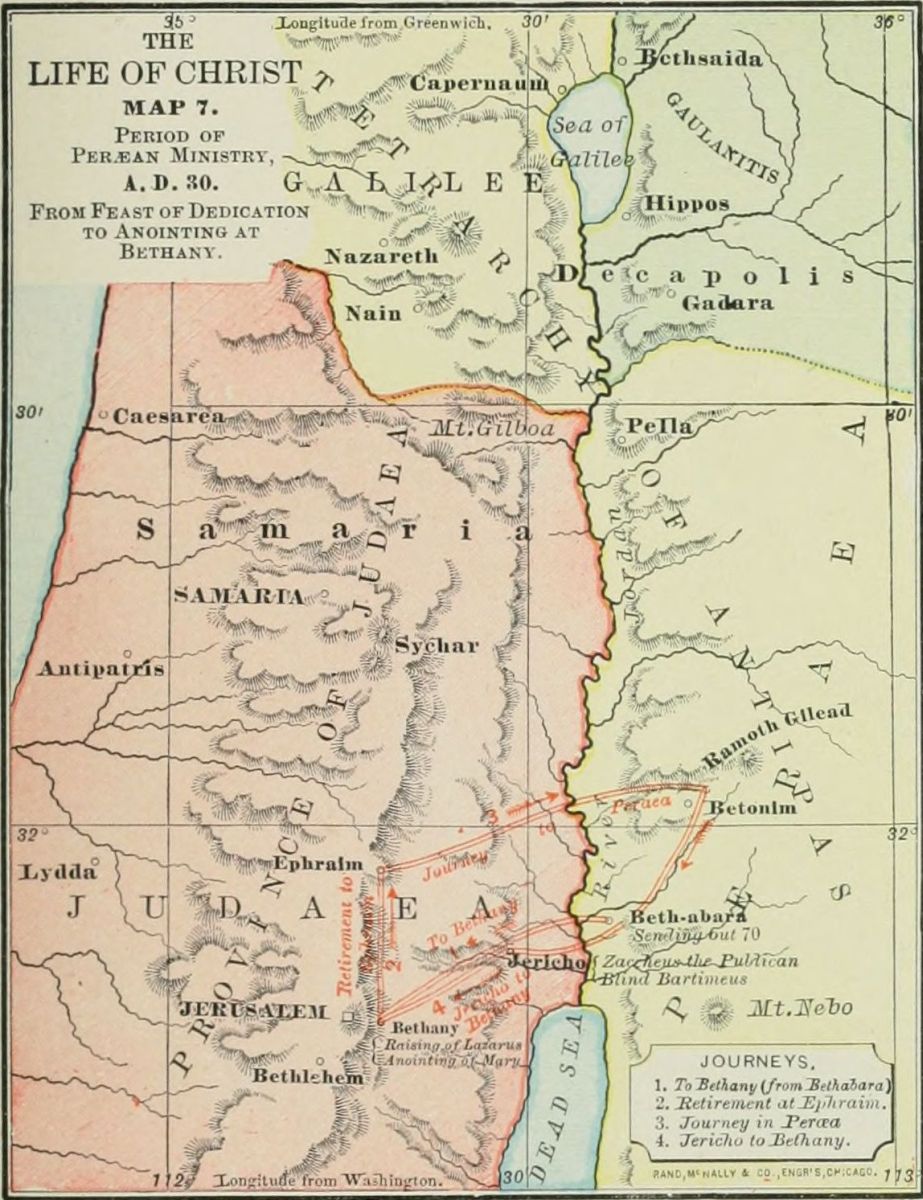 35°
Longitude from Greenwich.
30'
36°
THE
LIFE OF CHRIST
MAP 7.
PERIOD OF
PERÆAN MINISTRY,
A. D. 30.
FROM FEAST OF DEDICATION
TO ANOINTING AT
BETHANY.
Capernaum
Bethsaida
TETRARCHY OF ANTIPAS
GAULANITIS
Sea of
Galilee
GALILEE
Hippos
Nazareth
Decapolis
Gadara
Nain
30'
Caesarea
Mt. Gilboa
Pella
30'
Samaria
River Jordan
PERAEA
SAMARIA
Sychar
Antipatris
PROVINCE OF JUDAEA
Ramoth Gilead
Peraea
Betonim
3
Journey to
32°
32°
Lydda
Ephraim
JUDAEA
Retirement to
Ephraim
2
To Bethany
1
Beth-abara
Sending out 70
Jericho
Zaccheus the Publican
Blind Bartimeus
4
Jericho to
Bethany
JERUSALEM
Mt. Nebo
Bethany
Raising of Lazarus
Anointing of Mary
Bethlehem
DEAD SEA
JOURNEYS.
1. To Bethany (from Bethabara)
2. Retirement at Ephraim.
3. Journey in Peræa
4. Jericho to Bethany.
112
Longitude from Washington.
30'
RAND, McNALLY & CO., ENGR'S, CHICAGO.
113